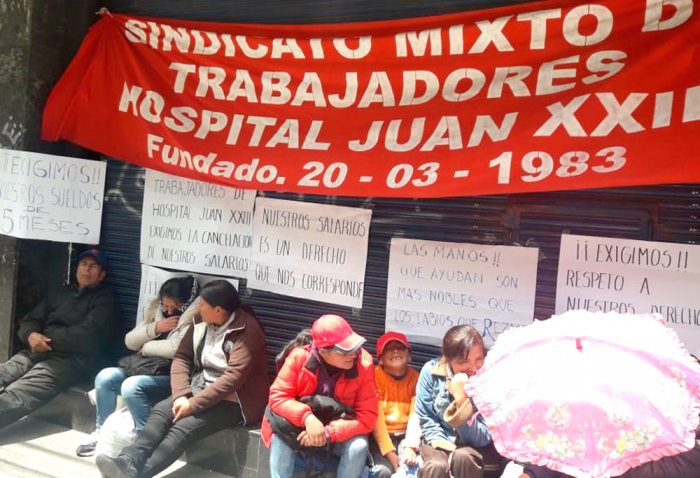 SINDICATO MIXTO D
TRABAJADORES
HOSPITAL JUAN XXIII
Fundado. 20 - 03 - 1983
¡EXIGIMOS!!
NUESTROS SUELDOS
DE
5 MESES
TRABAJADORES DE
HOSPITAL JUAN XXIII
EXIGIMOS LA CANCELACIÓN
DE NUESTROS SALARIOS
NUESTROS SALARIOS
ES UN DERECHO
QUE NOS CORRESPONDE
LAS MANOS!!
QUE AYUDAN SON
MAS NOBLES QUE
LOS LABIOS QUE
¡¡EXIGIMOS!!
RESPETO A
NUESTROS DERECHO